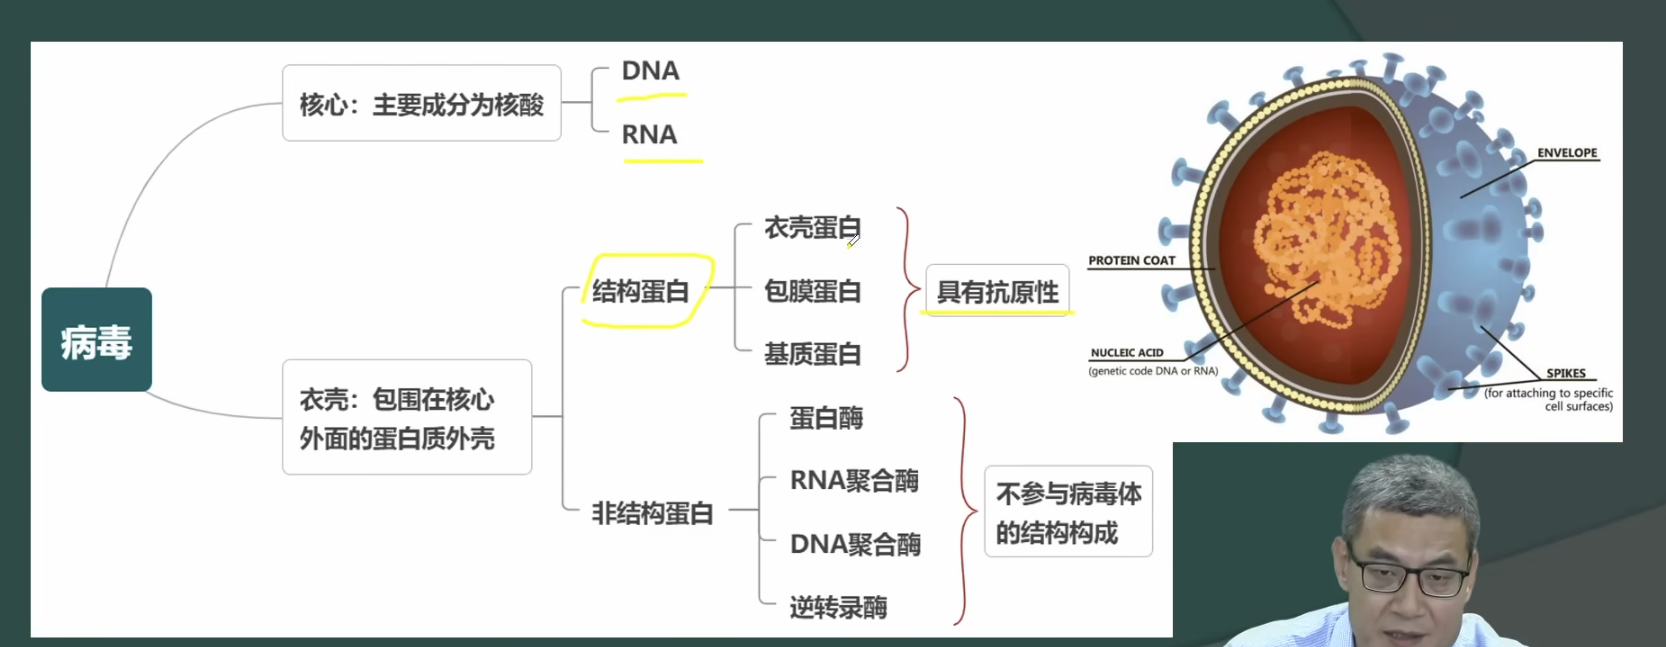 病毒
核心：主要成分为核酸
DNA
RNA
衣壳：包围在核心
外面的蛋白质外壳
结构蛋白
衣壳蛋白
包膜蛋白
基质蛋白
具有抗原性
非结构蛋白
蛋白酶
RNA聚合酶
DNA聚合酶
逆转录酶
不参与病毒体
的结构构成
ENVELOPE
PROTEIN COAT
NUCLEIC ACID
(genetic code DNA or RNA)
SPIKES
(for attaching to specific
cell surfaces)